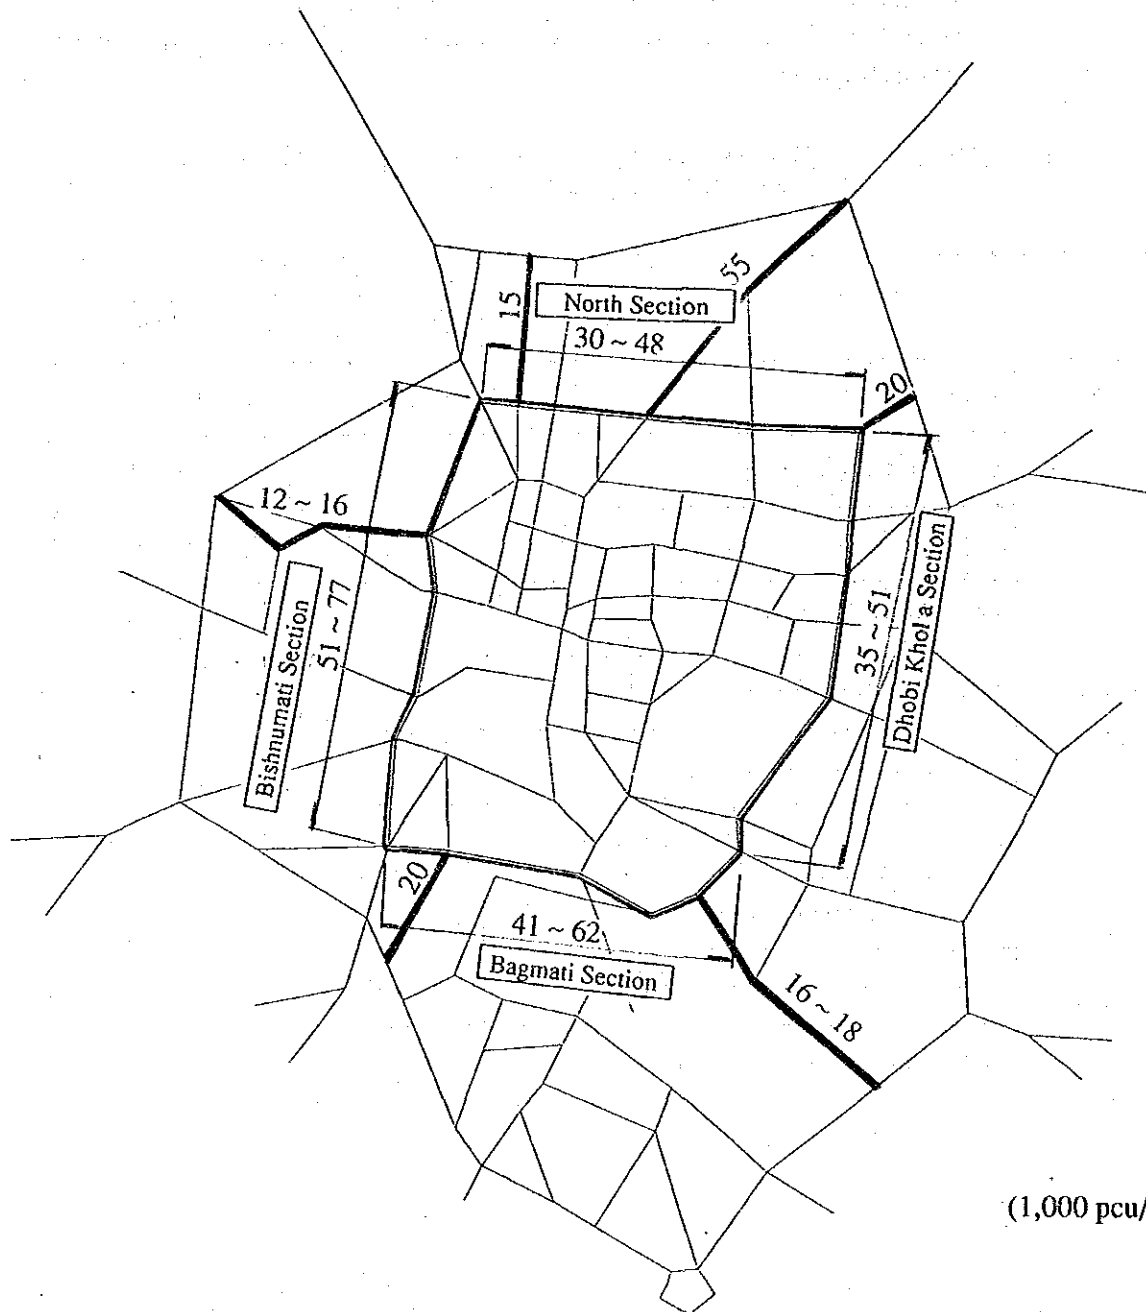 55
15
North Section
30 ~ 48
20
12 ~ 16
Bishnumati Section
51 ~ 77
35 ~ 51
Dhobi Khol a Section
20
41 ~ 62
Bagmati Section
16 ~ 18
(1,000 pcu/